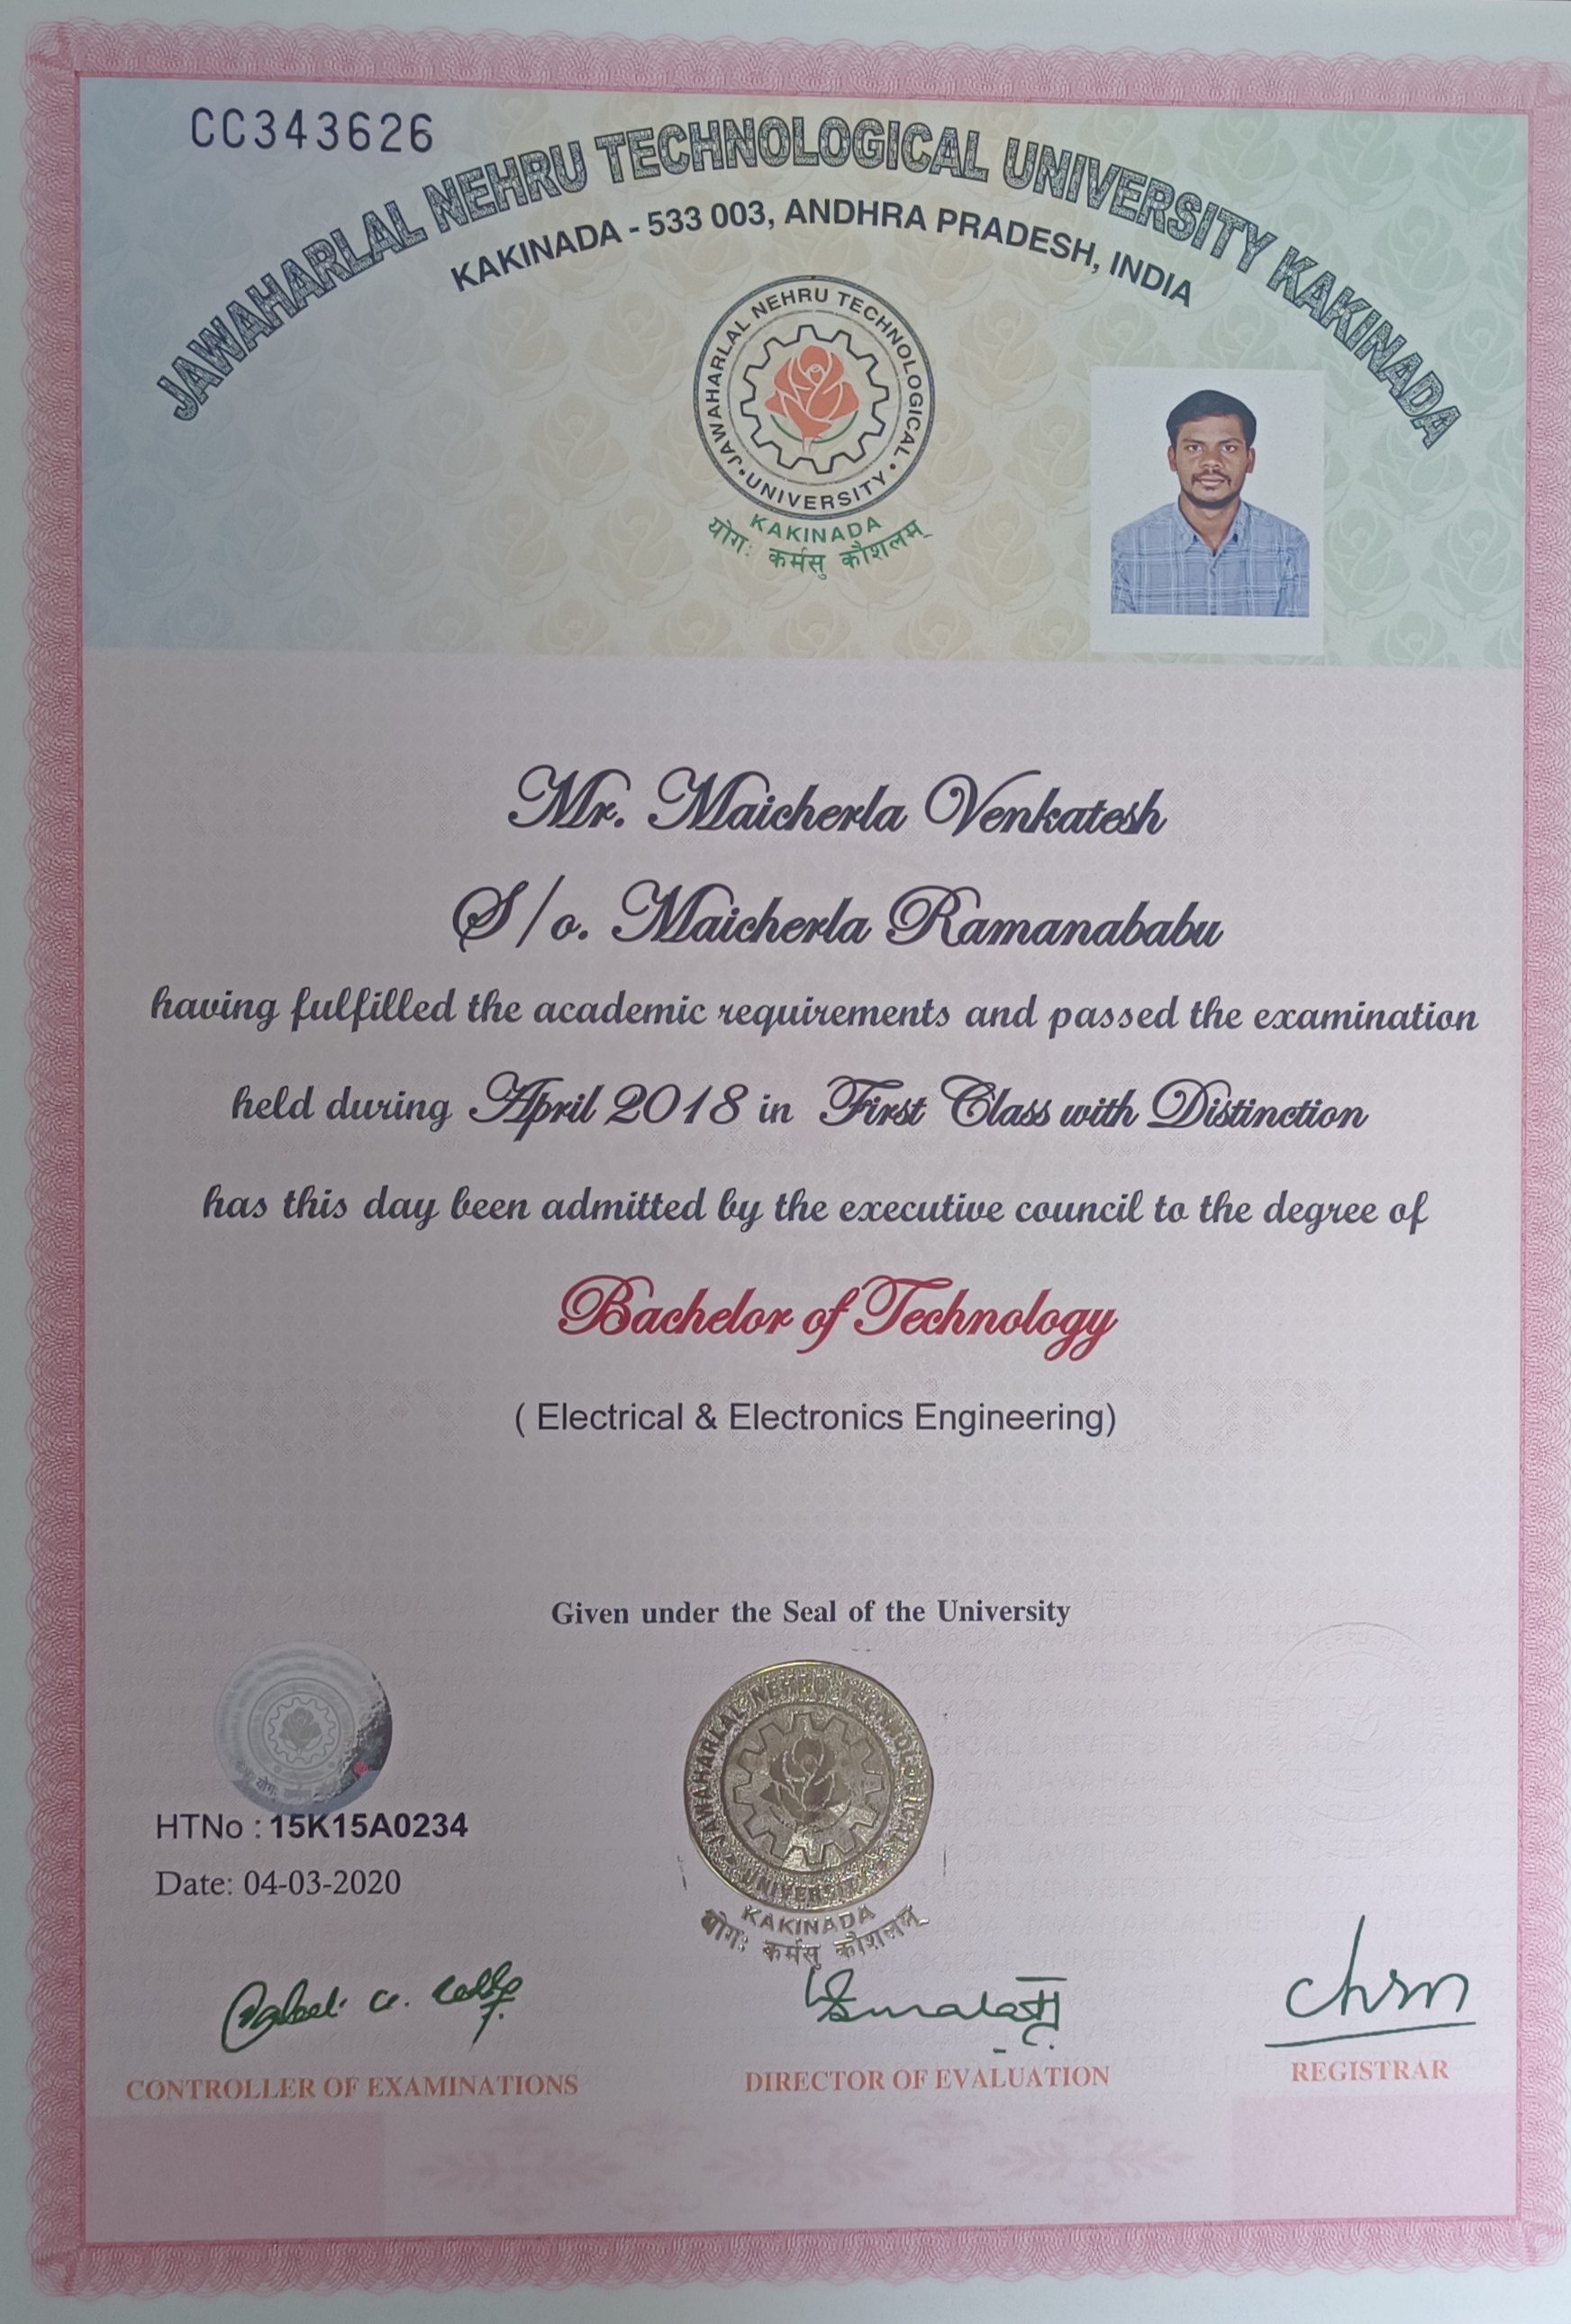 CC343626
JAWAHARLAL NEHRU TECHNOLOGICAL UNIVERSITY KAKINADA
KAKINADA - 533 003, ANDHRA PRADESH, INDIA
JAWAHARLAL NEHRU TECHNOLOGICAL
• UNIVERSITY •
KAKINADA
योगः कर्मसु कौशलम्
Mr. Maicherla Venkatesh
S/o. Maicherla Ramanababu
having fulfilled the academic requirements and passed the examination
held during April 2018 in First Class with Distinction
has this day been admitted by the executive council to the degree of
Bachelor of Technology
( Electrical & Electronics Engineering)
Given under the Seal of the University
JAWAHARLAL NEHRU TECHNOLOGICAL
UNIVERSITY
KAKINADA
योगः कर्मसु कौशलम्
HTNo : 15K15A0234
Date: 04-03-2020
CONTROLLER OF EXAMINATIONS
DIRECTOR OF EVALUATION
REGISTRAR